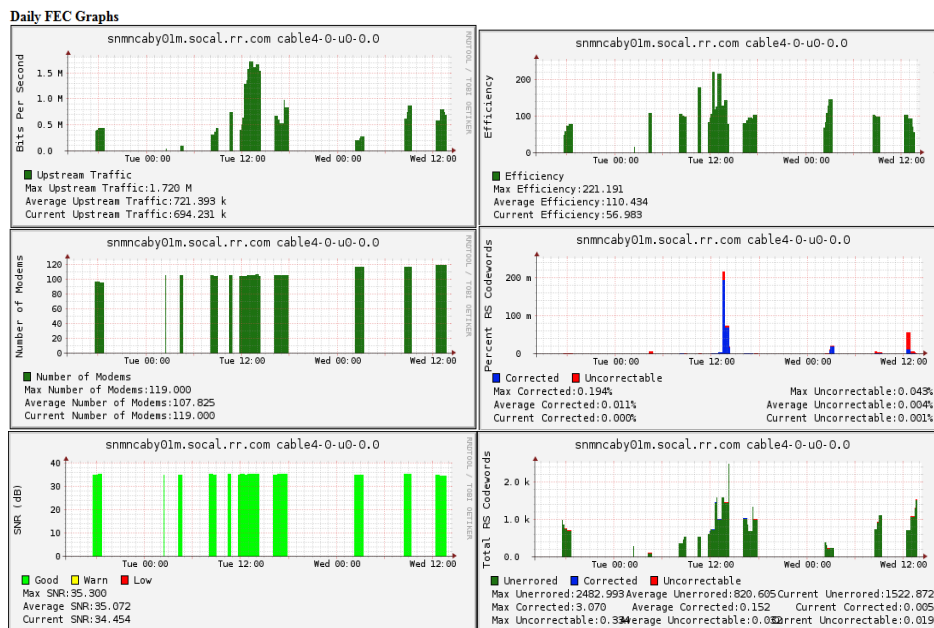 Daily FEC Graphs
snmncaby01m.socal.rr.com cable4-0-u0-0.0
RRDTOOL / TOBI OETIKER
Bits Per Second
1.5 M
1.0 M
0.5 M
0.0
Tue 00:00 Tue 12:00 Wed 00:00 Wed 12:00
Upstream Traffic
Max Upstream Traffic:1.720 M
Average Upstream Traffic:721.393 k
Current Upstream Traffic:694.231 k
snmncaby01m.socal.rr.com cable4-0-u0-0.0
Efficiency
200
100
0
Tue 00:00 Tue 12:00 Wed 00:00 Wed 12:00
Efficiency
Max Efficiency:221.191
Average Efficiency:110.434
Current Efficiency:56.983
snmncaby01m.socal.rr.com cable4-0-u0-0.0
RRDTOOL / TOBI OETIKER
Number of Modems
120
100
80
60
40
20
0
Tue 00:00 Tue 12:00 Wed 00:00 Wed 12:00
Number of Modems
Max Number of Modems:119.000
Average Number of Modems:107.825
Current Number of Modems:119.000
snmncaby01m.socal.rr.com cable4-0-u0-0.0
Percent RS Codewords
200 m
100 m
0
Tue 00:00 Tue 12:00 Wed 00:00 Wed 12:00
Corrected Uncorrectable
Max Corrected:0.194% Max Uncorrectable:0.043%
Average Corrected:0.011% Average Uncorrectable:0.004%
Current Corrected:0.000% Current Uncorrectable:0.001%
snmncaby01m.socal.rr.com cable4-0-u0-0.0
RRDTOOL / TOBI OETIKER
SNR (dB)
40
30
20
10
0
Tue 00:00 Tue 12:00 Wed 00:00 Wed 12:00
Good Warn Low
Max SNR:35.300
Average SNR:35.072
Current SNR:34.454
snmncaby01m.socal.rr.com cable4-0-u0-0.0
Total RS Codewords
2.0 k
1.0 k
0.0
Tue 00:00 Tue 12:00 Wed 00:00 Wed 12:00
Unerrored Corrected Uncorrectable
Max Unerrored:2482.993 Average Unerrored:820.605 Current Unerrored:1522.872
Max Corrected:3.070 Average Corrected:0.152 Current Corrected:0.005
Max Uncorrectable: Uncorrectable: Uncorrectable:0.019